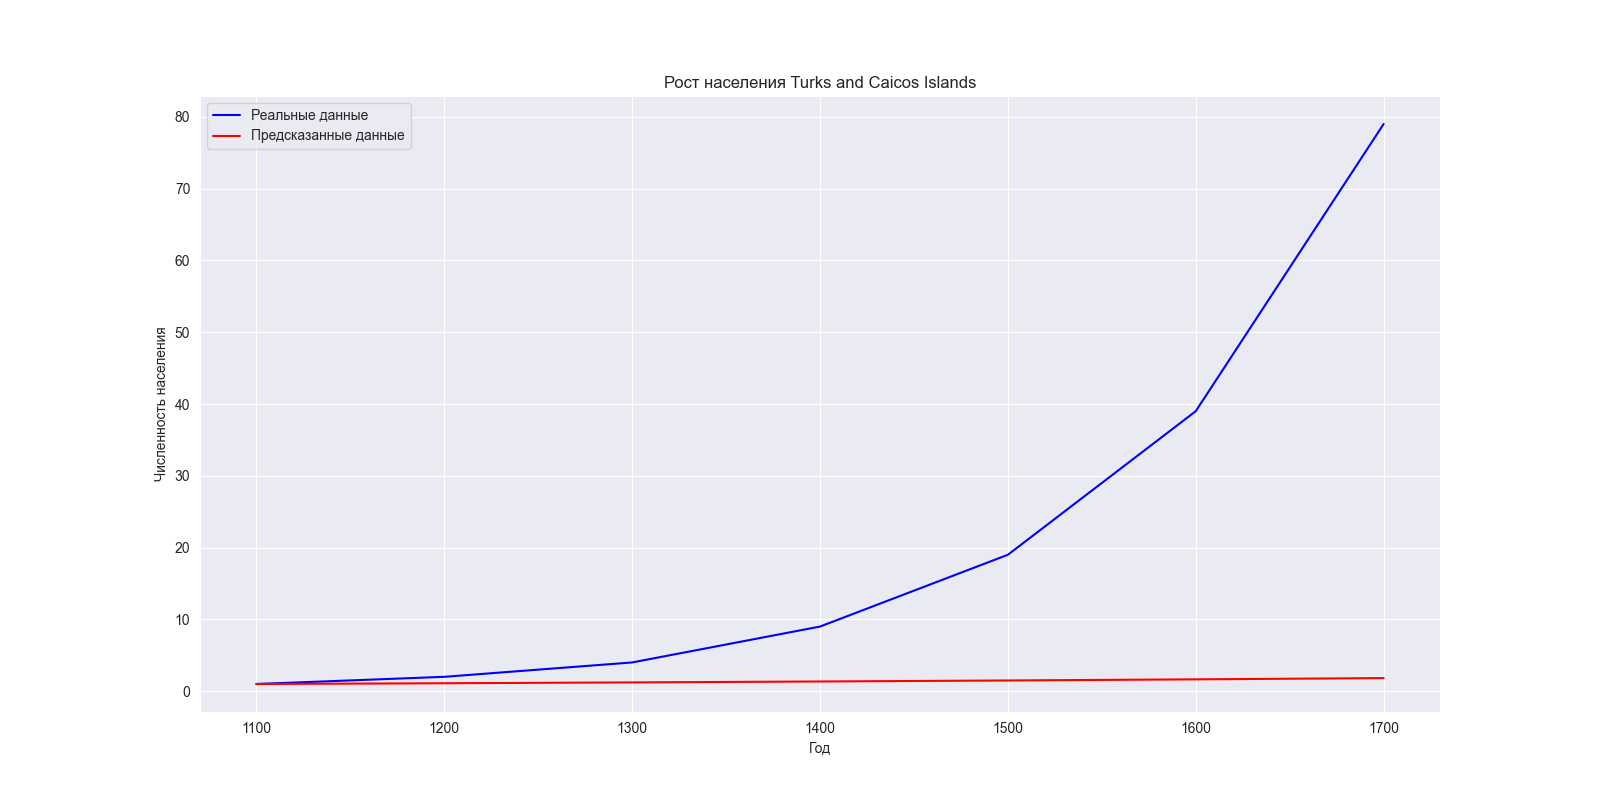 Рост населения Turks and Caicos Islands
Реальные данные
Предсказанные данные
80
70
60
50
40
30
20
10
0
Численность населения
1100 1200 1300 1400 1500 1600 1700
Год